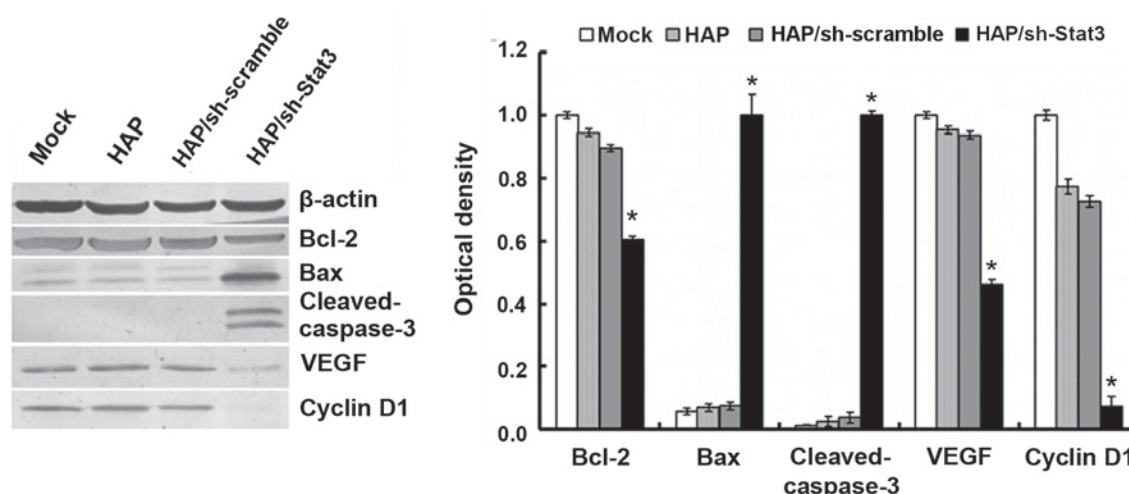 Mock
HAP
HAP/sh-scramble
HAP/sh-Stat3
β-actin
Bcl-2
Bax
Cleaved-
caspase-3
VEGF
Cyclin D1
Mock HAP HAP/sh-scramble HAP/sh-Stat3
Optical density
1.2
1.0
0.8
0.6
0.4
0.2
0.0
* * * * *
Bcl-2 Bax Cleaved- VEGF Cyclin D1
caspase-3